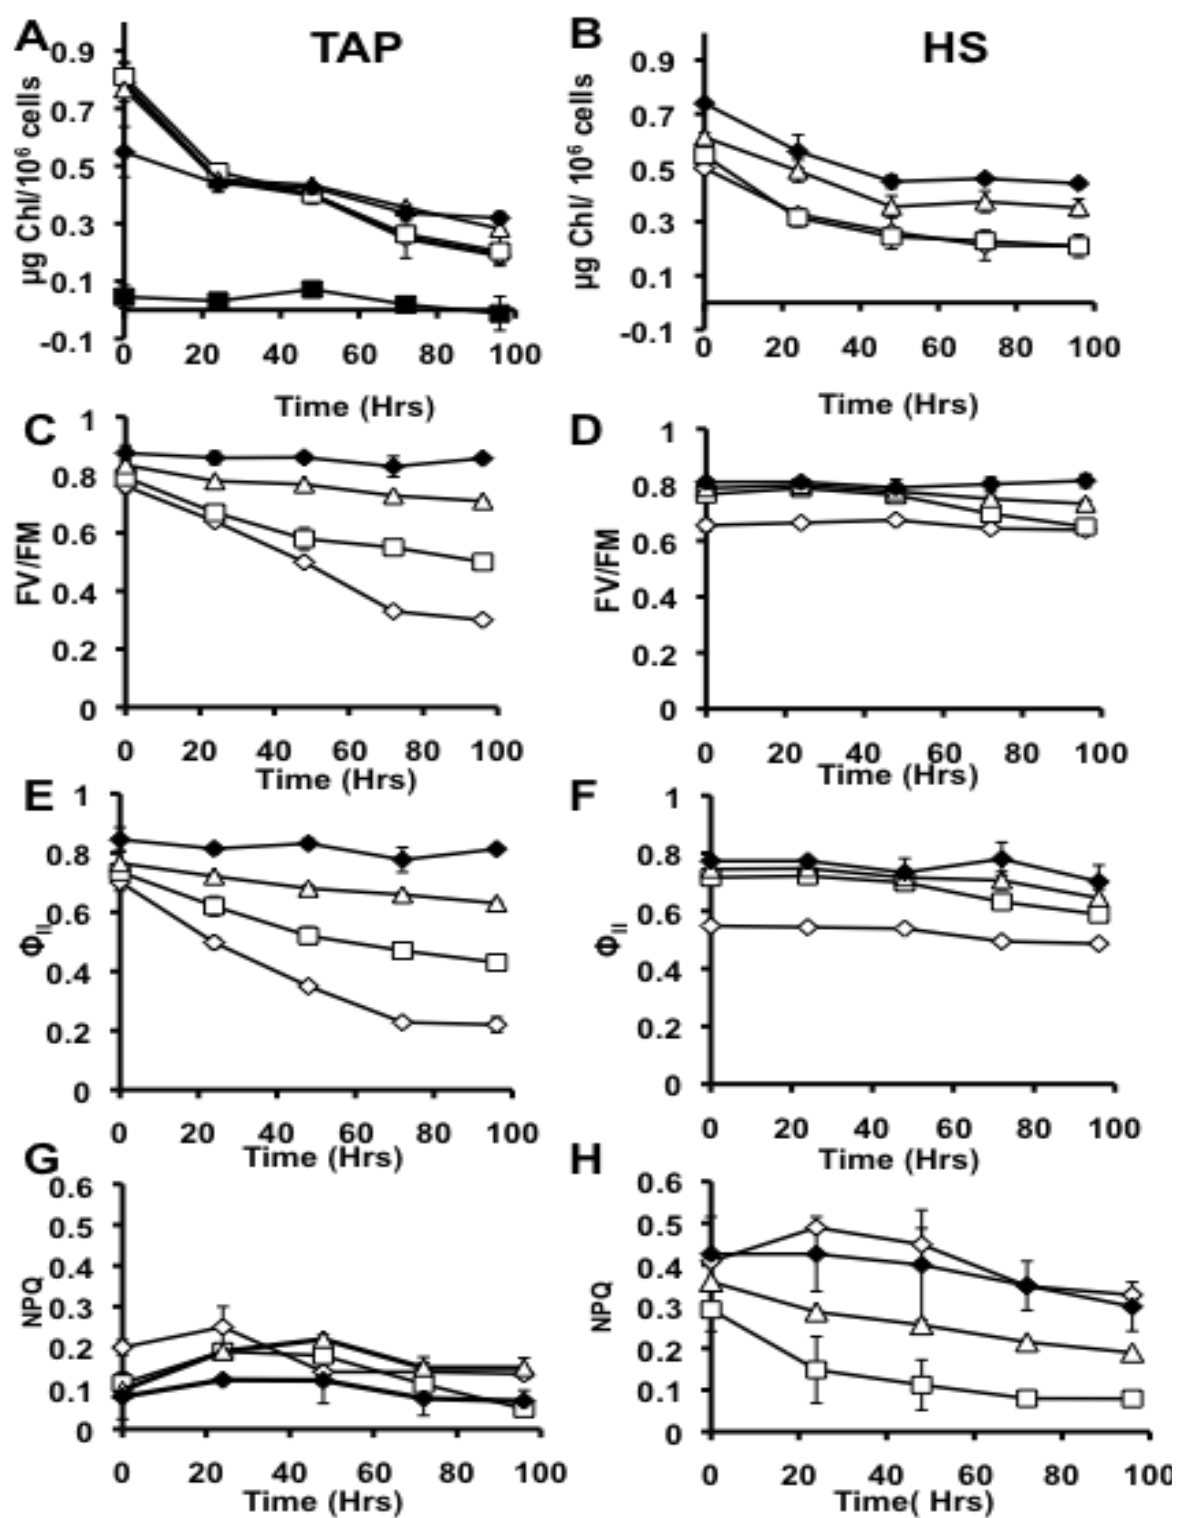 A TAP B HS
μg Chl/10⁶ cells
0.9
0.7
0.5
0.3
0.1
-0.1
0 20 40 60 80 100
Time (Hrs)
μg Chl/ 10⁶ cells
0.9
0.7
0.5
0.3
0.1
-0.1
0 20 40 60 80 100
Time (Hrs)
C
FV/FM
1
0.8
0.6
0.4
0.2
0
0 20 40 60 80 100
Time (Hrs)
D
FV/FM
1
0.8
0.6
0.4
0.2
0
0 20 40 60 80 100
Time (Hrs)
E
ΦII
1
0.8
0.6
0.4
0.2
0
0 20 40 60 80 100
Time (Hrs)
F
ΦII
1
0.8
0.6
0.4
0.2
0
0 20 40 60 80 100
Time (Hrs)
G
NPQ
0.6
0.5
0.4
0.3
0.2
0.1
0
0 20 40 60 80 100
Time (Hrs)
H
NPQ
0.6
0.5
0.4
0.3
0.2
0.1
0
0 20 40 60 80 100
Time( Hrs)